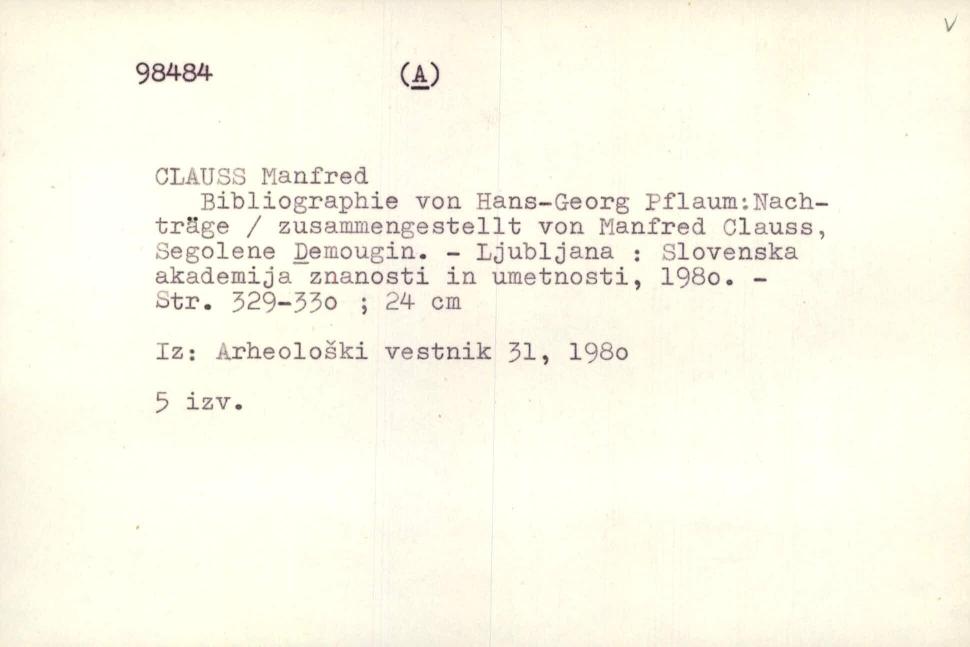 98484 (A)
CLAUSS Manfred
Bibliographie von Hans-Georg Pflaum:Nach-
träge / zusammengestellt von Manfred Clauss,
Segolene Demougin. - Ljubljana : Slovenska
akademija znanosti in umetnosti, 198o. -
Str. 329-33o ; 24 cm
Iz: Arheološki vestnik 31, 198o
5 izv.